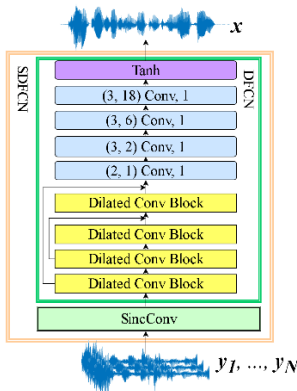 x
SDFCN
DFCN
Tanh
(3, 18) Conv, 1
(3, 6) Conv, 1
(3, 2) Conv, 1
(2, 1) Conv, 1
Dilated Conv Block
Dilated Conv Block
Dilated Conv Block
Dilated Conv Block
SincConv
y1, ..., yN